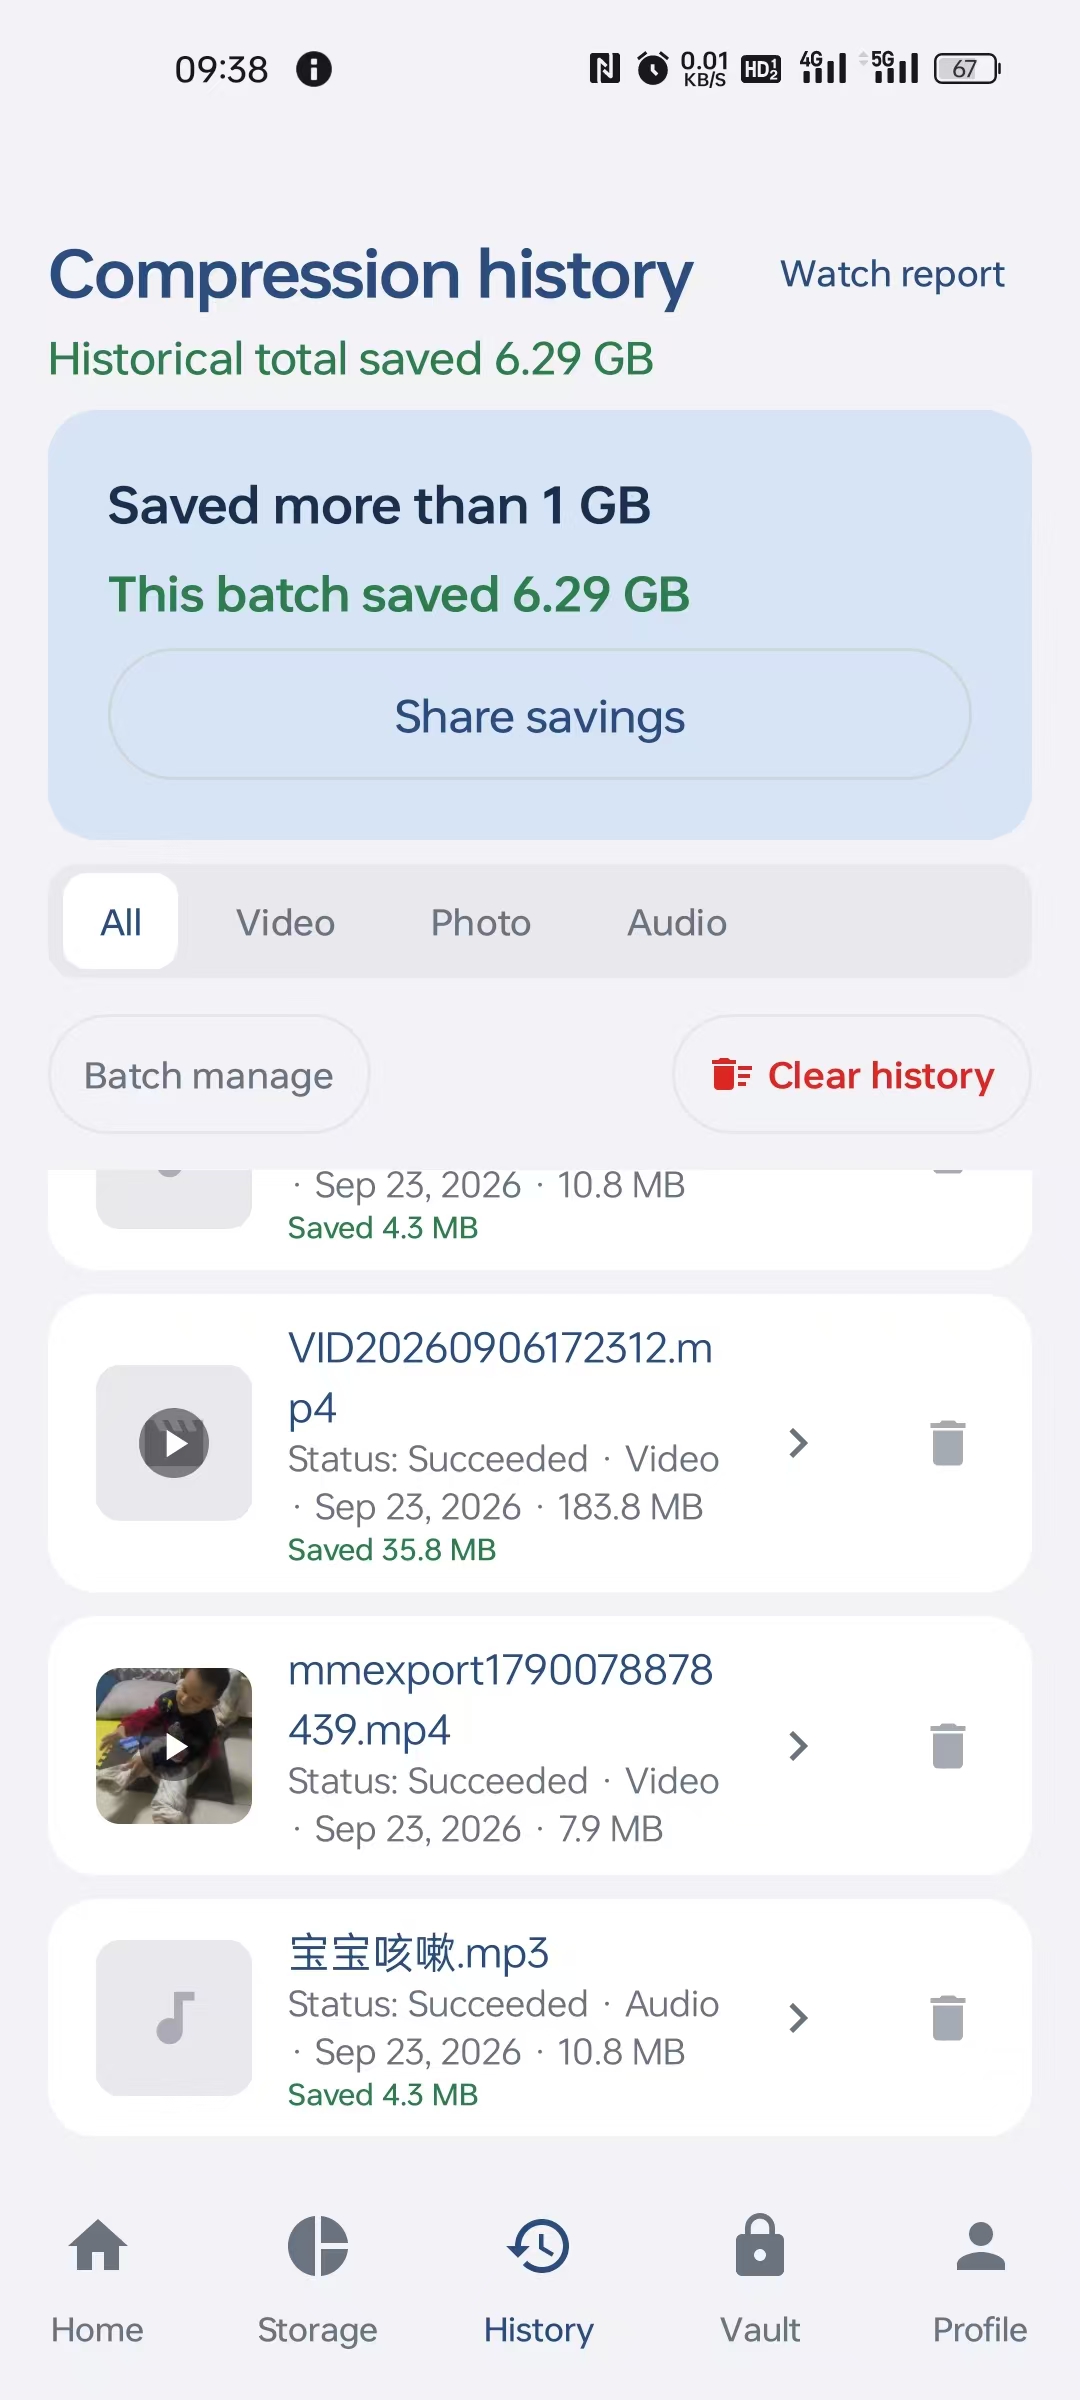 09:38
0.01 KB/S HD 1 2 4G 5G 67
Compression history
Watch report
Historical total saved 6.29 GB
Saved more than 1 GB
This batch saved 6.29 GB
Share savings
All Video Photo Audio
Batch manage
Clear history
· Sep 23, 2026 · 10.8 MB
Saved 4.3 MB
VID20260906172312.m
p4
Status: Succeeded · Video
· Sep 23, 2026 · 183.8 MB
Saved 35.8 MB
mmexport1790078878
439.mp4
Status: Succeeded · Video
· Sep 23, 2026 · 7.9 MB
宝宝咳嗽.mp3
Status: Succeeded · Audio
· Sep 23, 2026 · 10.8 MB
Saved 4.3 MB
Home Storage History Vault Profile